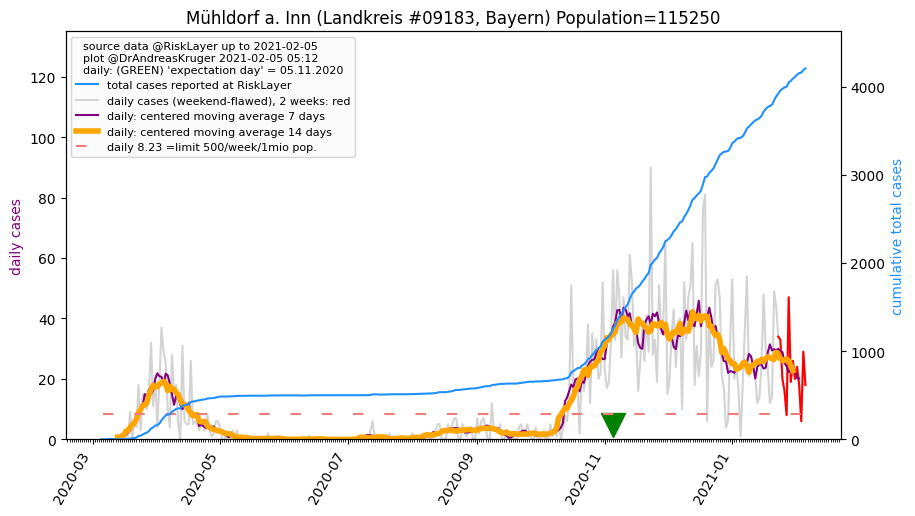 Mühldorf a. Inn (Landkreis #09183, Bayern) Population=115250
source data @RiskLayer up to 2021-02-05
plot @DrAndreasKruger 2021-02-05 05:12
daily: (GREEN) 'expectation day' = 05.11.2020
total cases reported at RiskLayer
daily cases (weekend-flawed), 2 weeks: red
daily: centered moving average 7 days
daily: centered moving average 14 days
daily 8.23 =limit 500/week/1mio pop.
daily cases
120
100
80
60
40
20
0
cumulative total cases
4000
3000
2000
1000
0
2020-03
2020-05
2020-07
2020-09
2020-11
2021-01